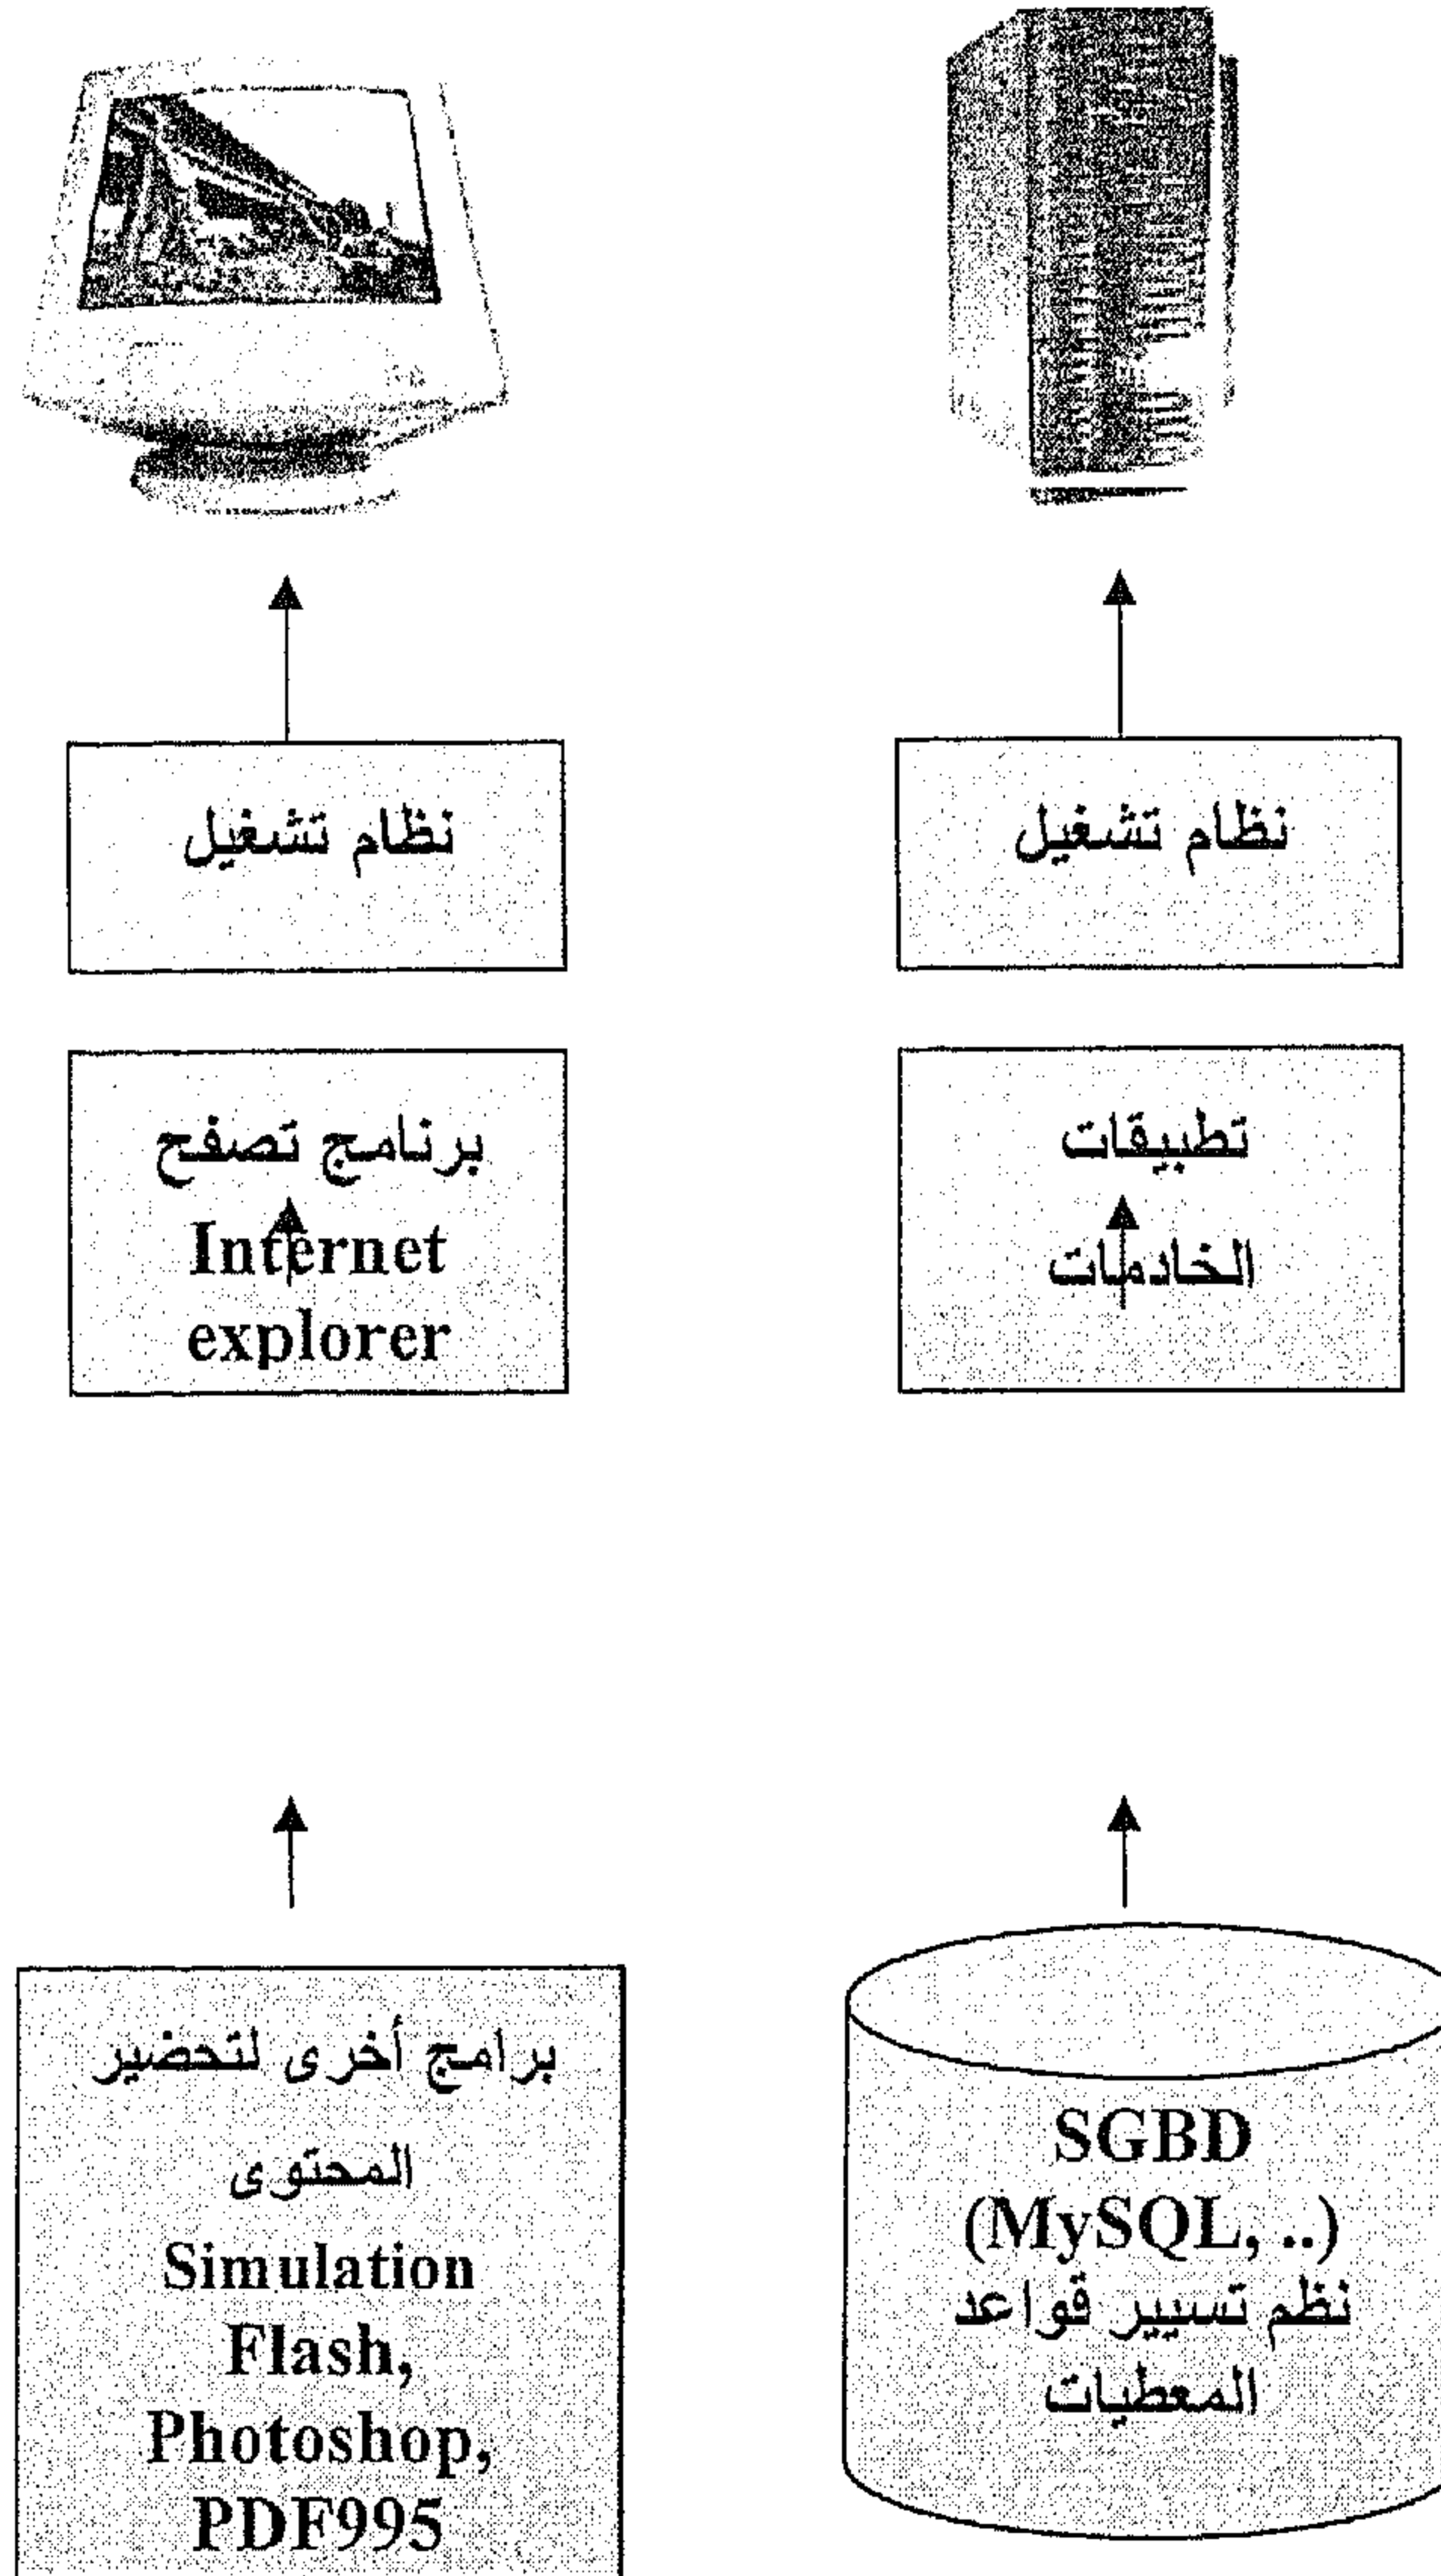 نظام تشغيل
نظام تشغيل
برنامج تصفح
Internet
explorer
تطبيقات
الخادمات
برامج أخرى لتحضير
المحتوى
Simulation
Flash,
Photoshop,
PDF995
SGBD
(MySQL, ..)
نظم تسيير قواعد
المعطيات